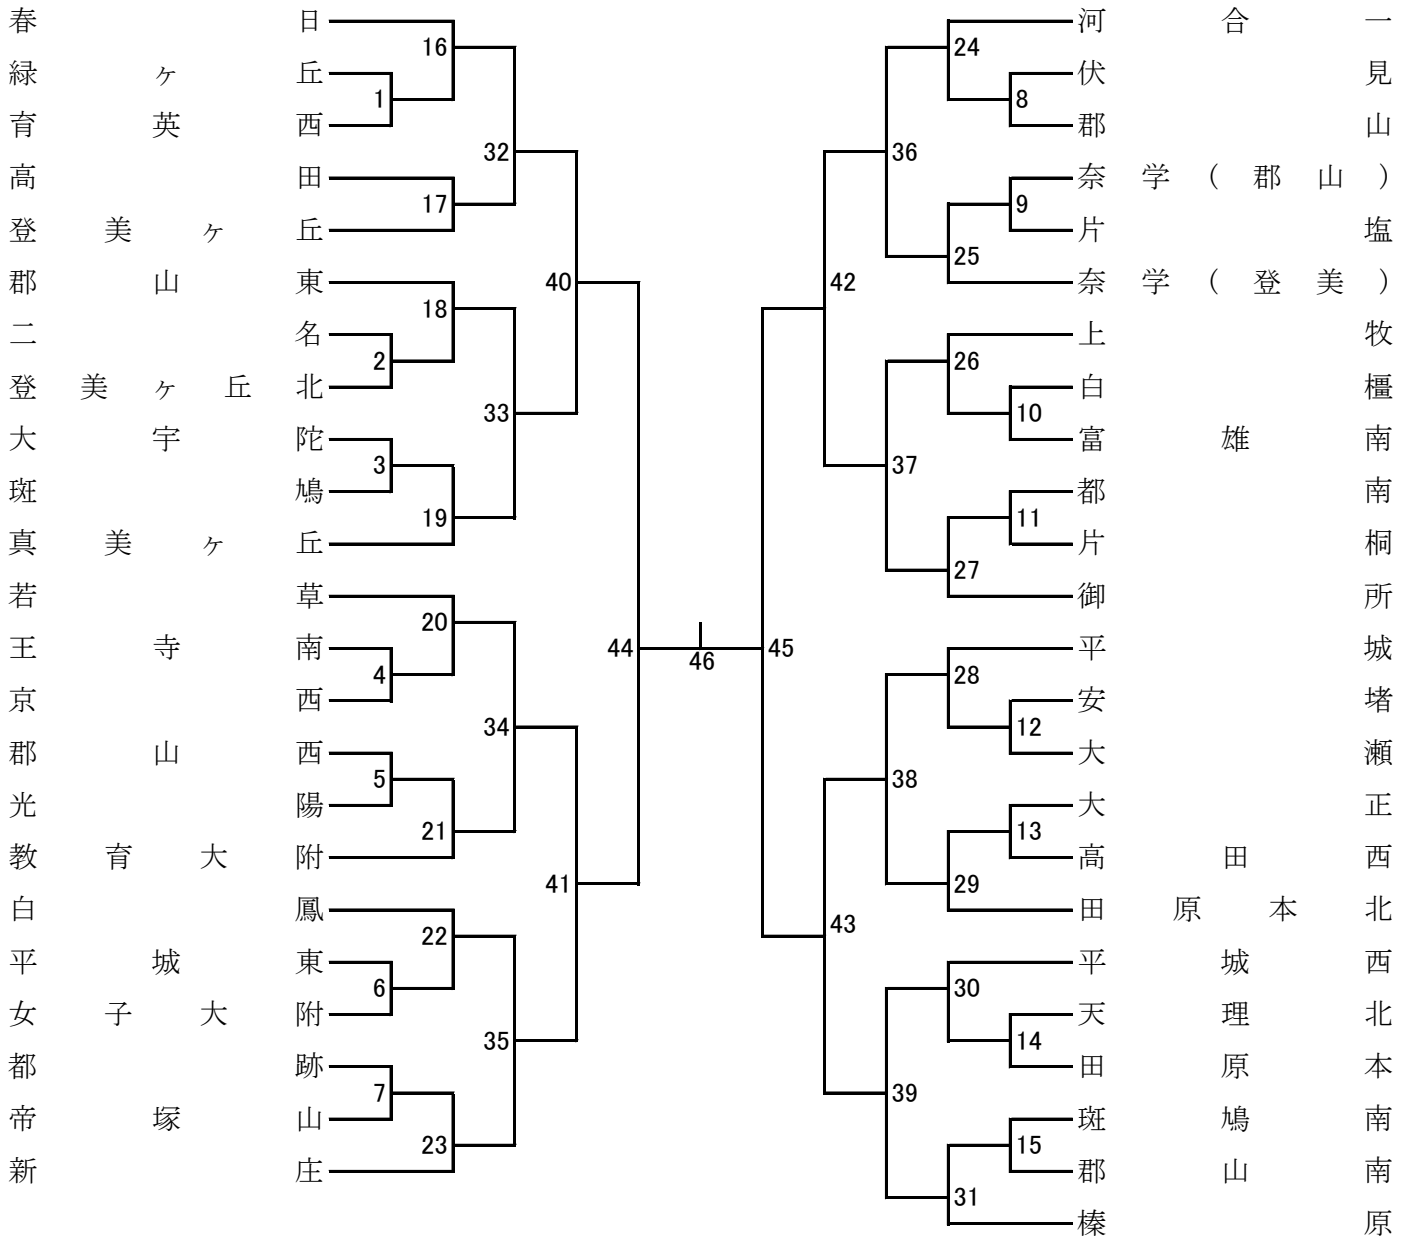 春日
緑ヶ丘
育英西
高田
登美ヶ丘
郡山東
二名
登美ヶ丘北
大宇陀
斑鳩
真美ヶ丘
若草
王寺南
京西
郡山西
光陽
教育大附
白鳳
平城東
女子大附
都跡
帝塚山
新庄
1
2
3
4
5
6
7
16
17
18
19
20
21
22
23
32
33
34
35
40
41
44
46
45
42
43
36
37
38
39
24
25
26
27
28
29
30
31
8
9
10
11
12
13
14
15
河合一
伏見
郡山
奈学(郡山)
片塩
奈学(登美)
上牧
白橿
富雄南
都南
片桐
御所
平城
安堵
大瀬
大正
高田西
田原本北
平城西
天理北
田原本
斑鳩南
郡山南
榛原